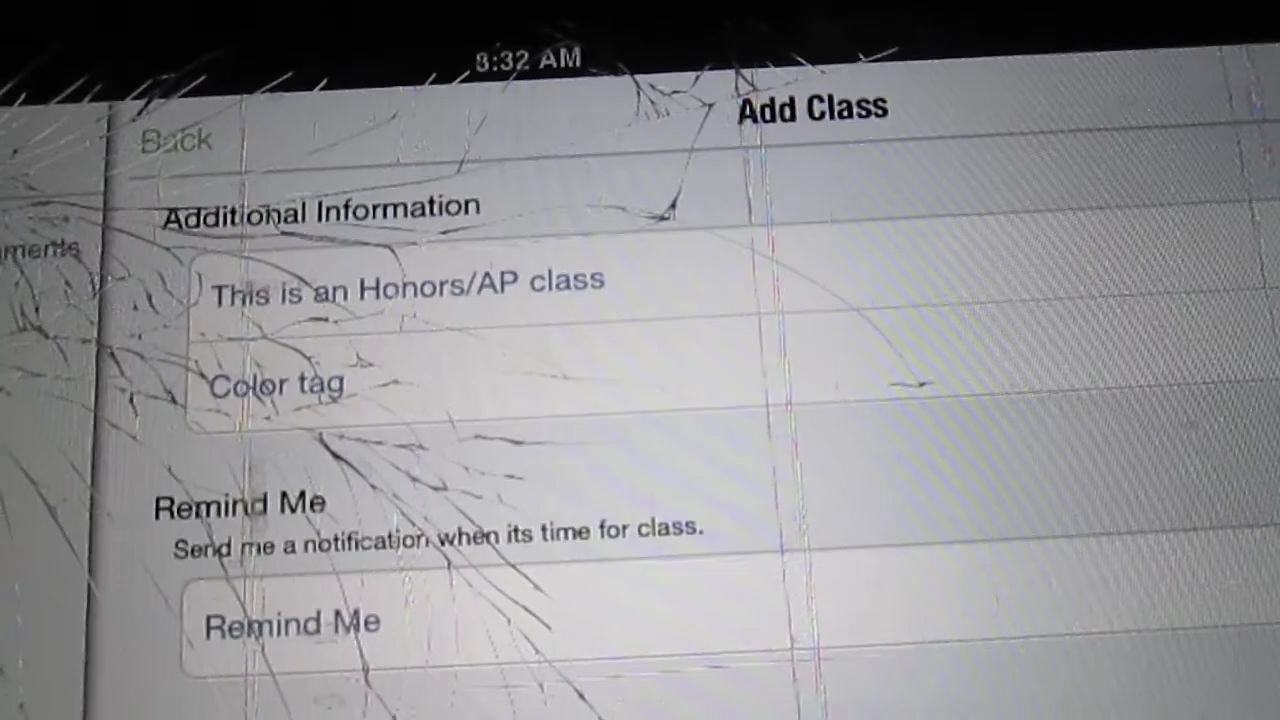 8:32 AM
Add Class
Back
Additional Information
ments
This is an Honors/AP class
Color tag
Remind Me
Send me a notification when its time for class.
Remind Me